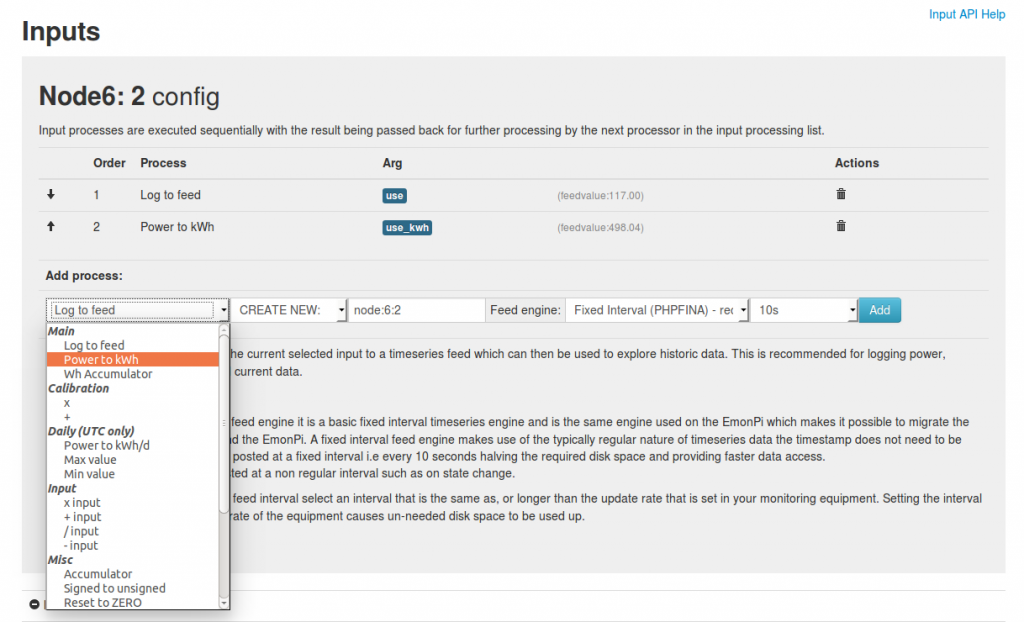 Input API Help
Inputs
Node6: 2 config
Input processes are executed sequentially with the result being passed back for further processing by the next processor in the input processing list.
Order Process Arg Actions
1 Log to feed use (feedvalue:117.00)
2 Power to kWh use_kwh (feedvalue:498.04)
Add process:
Log to feed CREATE NEW: node:6:2 Feed engine: Fixed Interval (PHPFINA) - rec 10s Add
Main
Log to feed
Power to kWh
Wh Accumulator
Calibration
x
+
Daily (UTC only)
Power to kWh/d
Max value
Min value
Input
x input
+ input
/ input
- input
Misc
Accumulator
Signed to unsigned
Reset to ZERO
he current selected input to a timeseries feed which can then be used to explore historic data. This is recommended for logging power,
current data.
feed engine it is a basic fixed interval timeseries engine and is the same engine used on the EmonPi which makes it possible to migrate the
d the EmonPi. A fixed interval feed engine makes use of the typically regular nature of timeseries data the timestamp does not need to be
posted at a fixed interval i.e every 10 seconds halving the required disk space and providing faster data access.
ted at a non regular interval such as on state change.
feed interval select an interval that is the same as, or longer than the update rate that is set in your monitoring equipment. Setting the interval
rate of the equipment causes un-needed disk space to be used up.